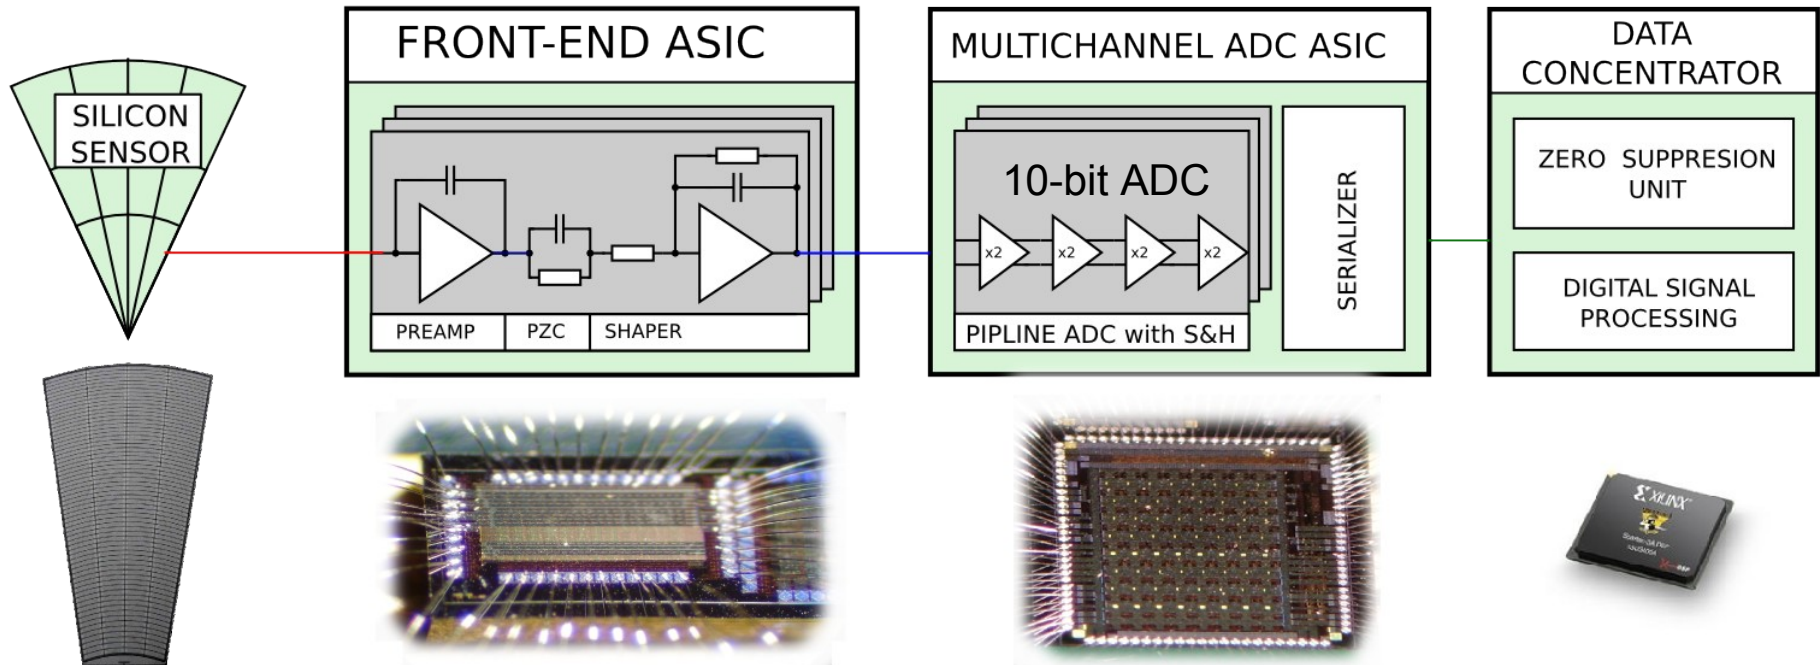 SILICON
SENSOR
FRONT-END ASIC
PREAMP
PZC
SHAPER
MULTICHANNEL ADC ASIC
10-bit ADC
x2
x2
x2
x2
PIPLINE ADC with S&H
SERIALIZER
DATA
CONCENTRATOR
ZERO SUPPRESION
UNIT
DIGITAL SIGNAL
PROCESSING
XILINX